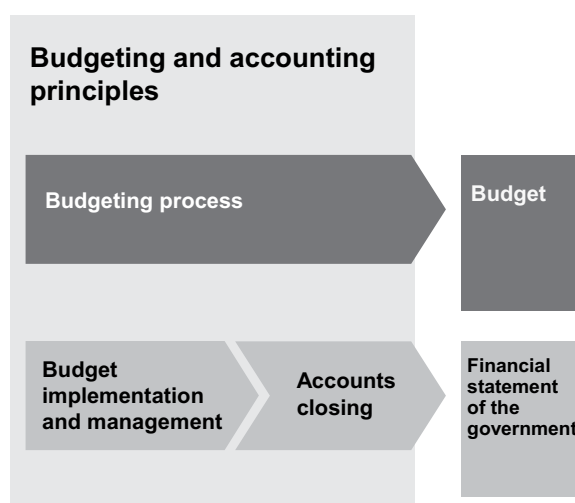 Budgeting and accounting
principles
Budgeting process
Budget
Budget
implementation
and management
Accounts
closing
Financial
statement
of the
government